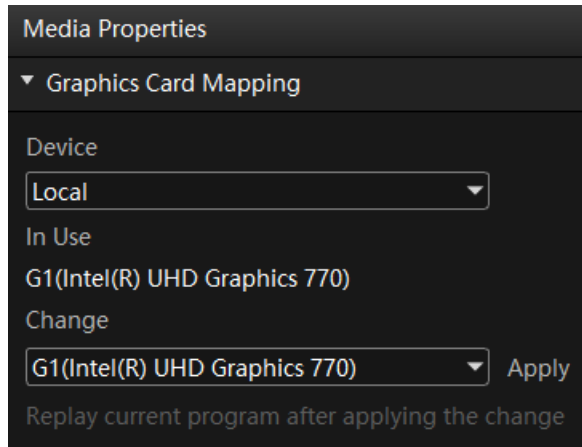 Media Properties
Graphics Card Mapping
Device
Local
In Use
G1(Intel(R) UHD Graphics 770)
Change
G1(Intel(R) UHD Graphics 770) Apply
Replay current program after applying the change